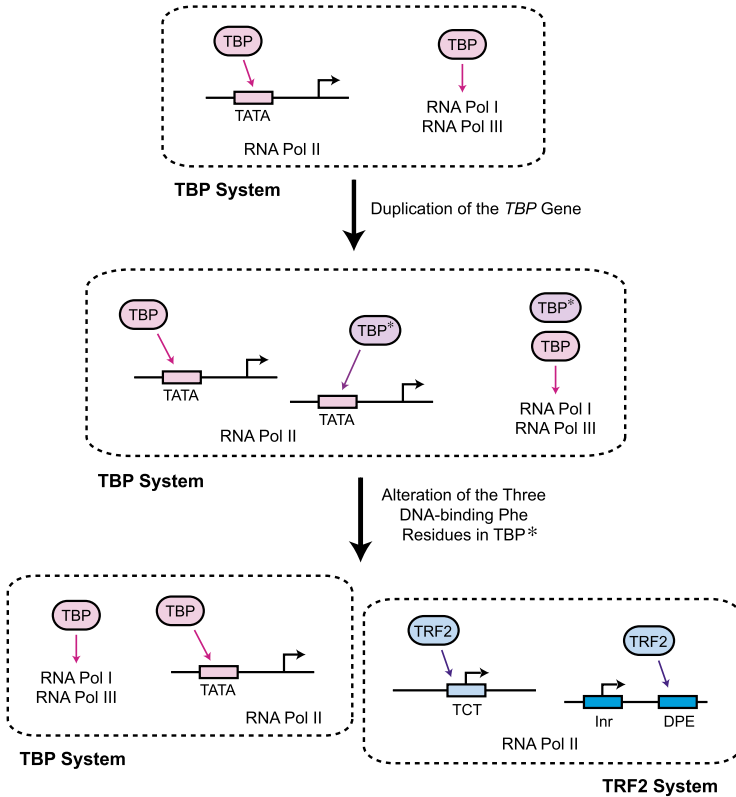 TBP
TBP
TATA
RNA Pol I
RNA Pol III
RNA Pol II
TBP System
Duplication of the TBP Gene
TBP
TBP*
TBP*
TBP
TATA
TATA
RNA Pol I
RNA Pol III
RNA Pol II
TBP System
Alteration of the Three
DNA-binding Phe
Residues in TBP*
TBP
TBP
RNA Pol I
RNA Pol III
TATA
RNA Pol II
TBP System
TRF2
TRF2
TCT
Inr
DPE
RNA Pol II
TRF2 System